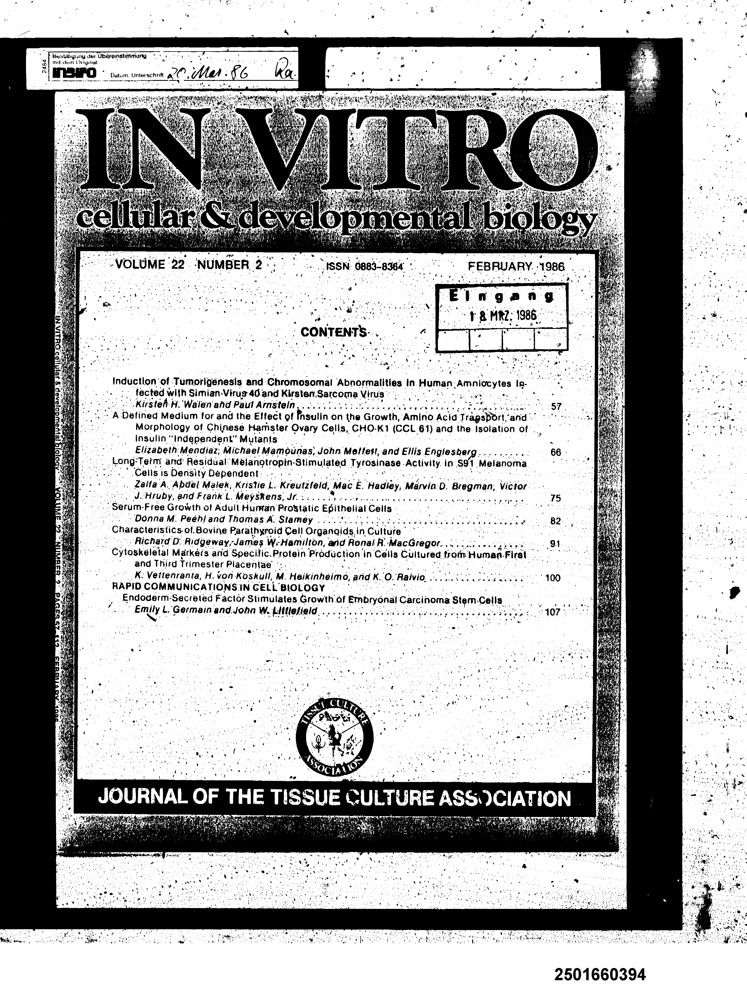 2484
Bestätigung der Übereinstimmung
mit dem Original
INBIFO Datum, Unterschrift 20. Mar. 86 Ra.
IN VITRO
cellular & developmental biology
VOLUME 22 NUMBER 2 ISSN 0883-8364 FEBRUARY 1986
Eingang
18 MRZ. 1986
CONTENTS
Induction of Tumorigenesis and Chromosomal Abnormalities in Human Amniocytes In-
fected with Simian Virus 40 and Kirsten Sarcoma Virus
Kirsten H. Walen and Paul Arnstein 57
A Defined Medium for and the Effect of Insulin on the Growth, Amino Acid Transport, and
Morphology of Chinese Hamster Ovary Cells, CHO-K1 (CCL 61) and the Isolation of
Insulin "Independent" Mutants
Elizabeth Mendiaz, Michael Mamounas, John Moffett, and Ellis Englesberg 66
Long-Term and Residual Melanotropin-Stimulated Tyrosinase Activity in S91 Melanoma
Cells is Density Dependent
Zalfa A. Abdel Malek, Kristie L. Kreutzfeld, Mac E. Hadley, Marvin D. Bregman, Victor
J. Hruby, and Frank L. Meyskens, Jr. 75
Serum-Free Growth of Adult Human Prostatic Epithelial Cells
Donna M. Peehl and Thomas A. Stamey 82
Characteristics of Bovine Parathyroid Cell Organoids in Culture
Richard D. Ridgeway, James W. Hamilton, and Ronal R. MacGregor 91
Cytoskeletal Markers and Specific Protein Production in Cells Cultured from Human First
and Third Trimester Placentae
K. Vettenranta, H. von Koskull, M. Heikinheimo, and K. O. Raivio 100
RAPID COMMUNICATIONS IN CELL BIOLOGY
Endoderm-Secreted Factor Stimulates Growth of Embryonal Carcinoma Stem Cells
Emily L. Germain and John W. Littlefield 107
IN VITRO cellular & developmental biology VOLUME 22 NUMBER 2 PAGES 57-112 FEBRUARY 1986
TISSUE CULTURE
ASSOCIATION
JOURNAL OF THE TISSUE CULTURE ASSOCIATION
2501660394